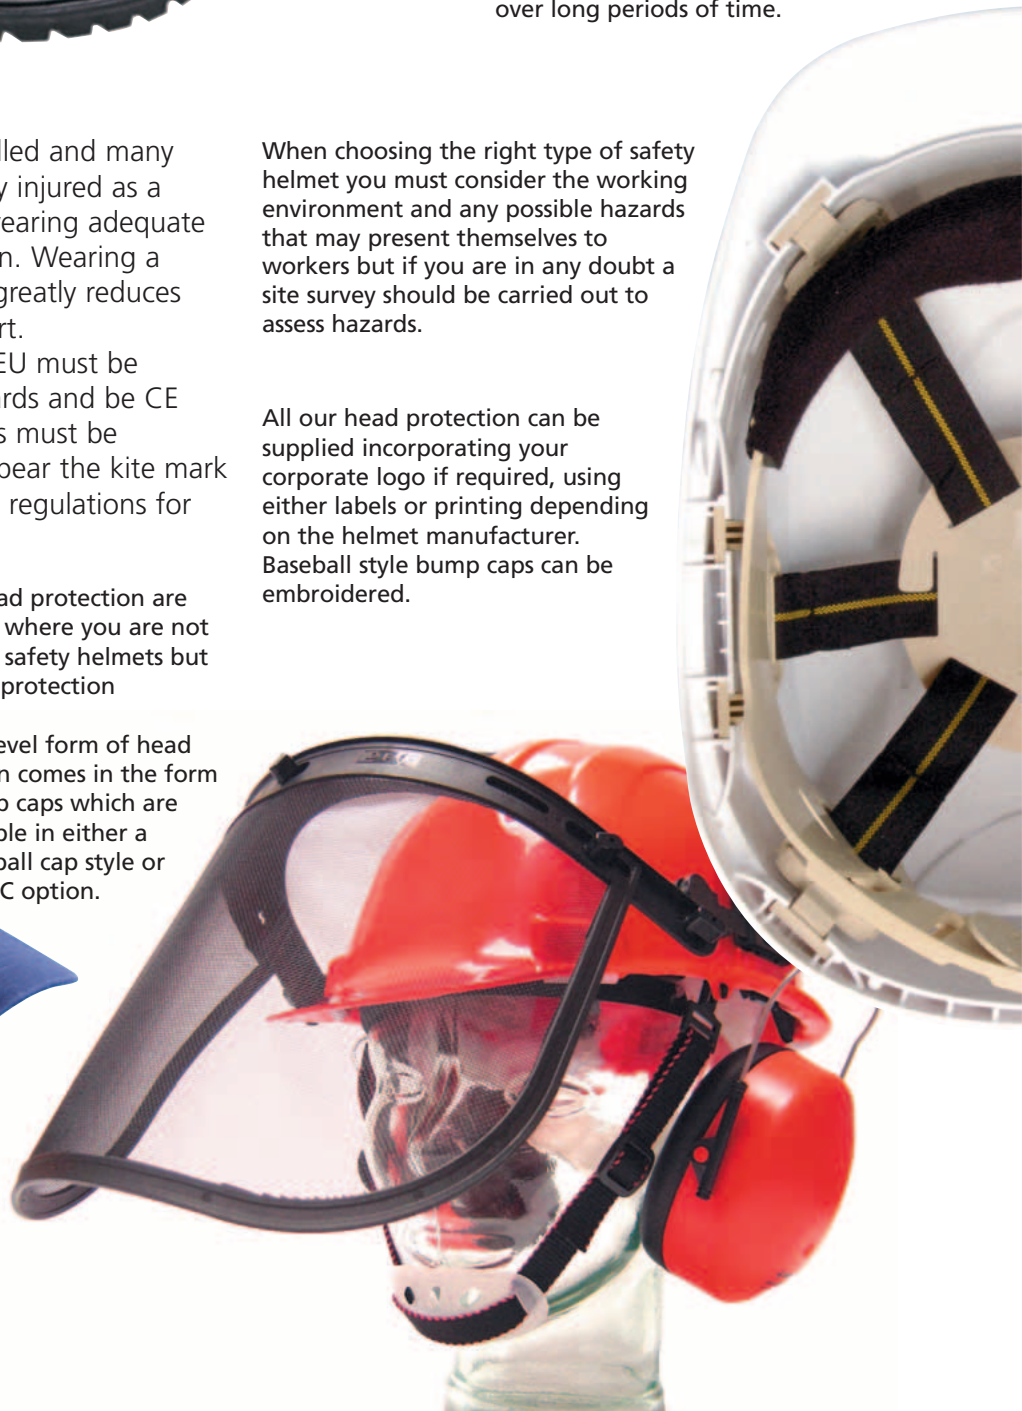 over long periods of time.
lled and many
y injured as a
earing adequate
n. Wearing a
greatly reduces
rt.
EU must be
rds and be CE
s must be
bear the kite mark
regulations for
ad protection are
where you are not
safety helmets but
protection
evel form of head
n comes in the form
p caps which are
ble in either a
ball cap style or
C option.
When choosing the right type of safety
helmet you must consider the working
environment and any possible hazards
that may present themselves to
workers but if you are in any doubt a
site survey should be carried out to
assess hazards.
All our head protection can be
supplied incorporating your
corporate logo if required, using
either labels or printing depending
on the helmet manufacturer.
Baseball style bump caps can be
embroidered.